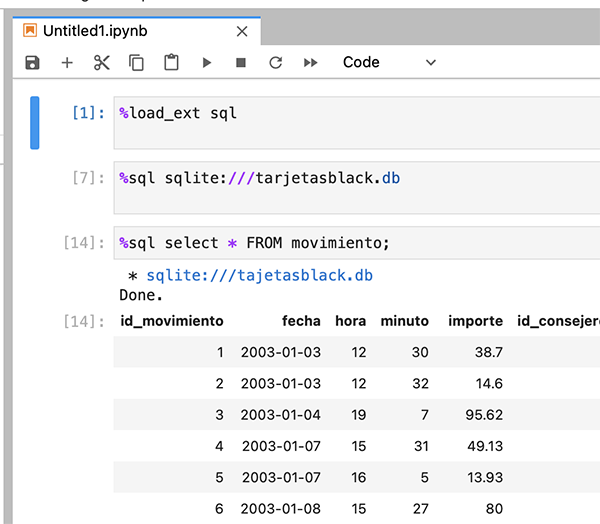 Untitled1.ipynb
Code
[1]: %load_ext sql
[7]: %sql sqlite:///tarjetasblack.db
[14]: %sql select * FROM movimiento;
* sqlite:///tajetasblack.db
Done.
[14]: id_movimiento fecha hora minuto importe id_consejer
1 2003-01-03 12 30 38.7
2 2003-01-03 12 32 14.6
3 2003-01-04 19 7 95.62
4 2003-01-07 15 31 49.13
5 2003-01-07 16 5 13.93
6 2003-01-08 15 27 80